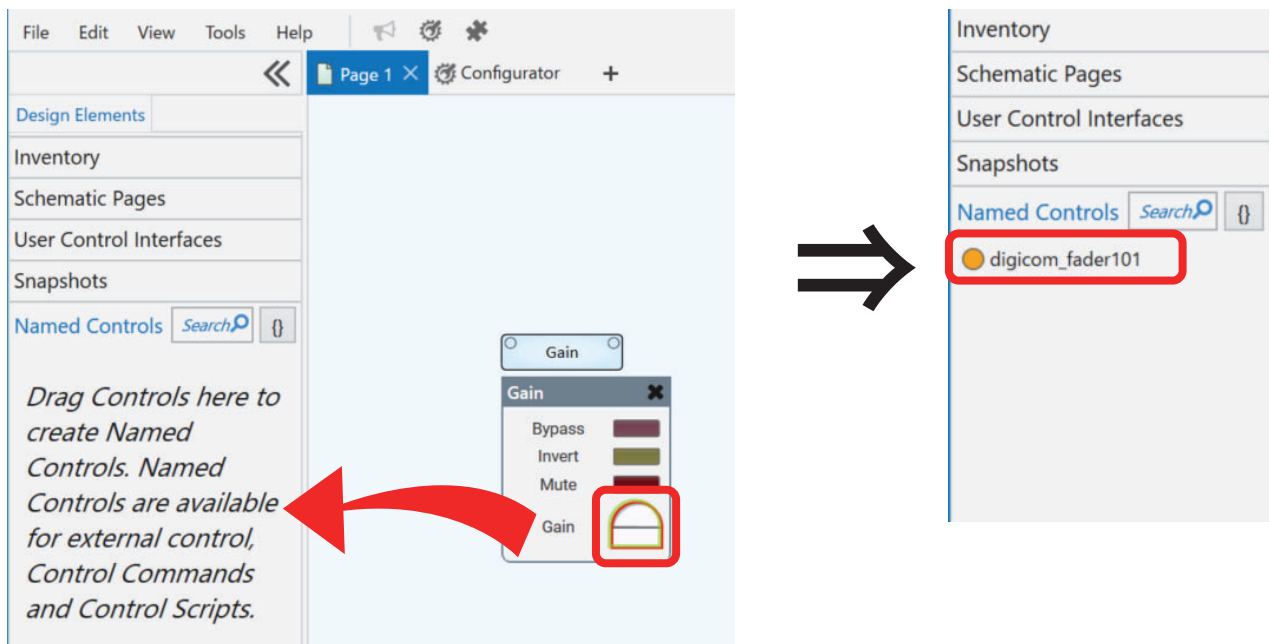 File Edit View Tools Help
Page 1 Configurator +
Design Elements
Inventory
Schematic Pages
User Control Interfaces
Snapshots
Named Controls Search {}
Drag Controls here to
create Named
Controls. Named
Controls are available
for external control,
Control Commands
and Control Scripts.
Gain
Gain
Bypass
Invert
Mute
Gain
Inventory
Schematic Pages
User Control Interfaces
Snapshots
Named Controls Search {}
digicom_fader101